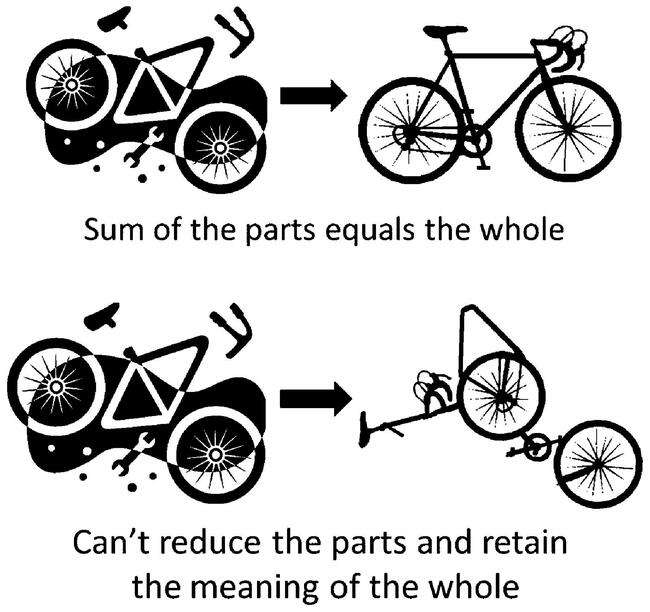 Sum of the parts equals the whole
Can’t reduce the parts and retain
the meaning of the whole